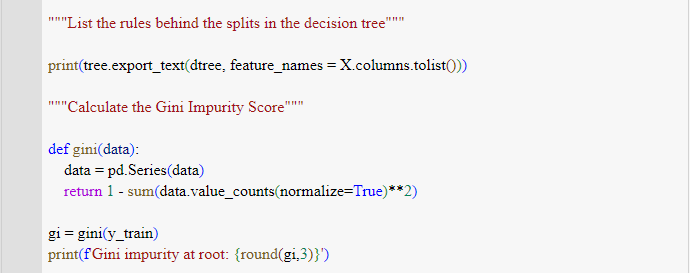 """List the rules behind the splits in the decision tree"""
print(tree.export_text(dtree, feature_names = X.columns.tolist()))
"""Calculate the Gini Impurity Score"""
def gini(data):
data = pd.Series(data)
return 1 - sum(data.value_counts(normalize=True)**2)
gi = gini(y_train)
print(f'Gini impurity at root: {round(gi,3)}')